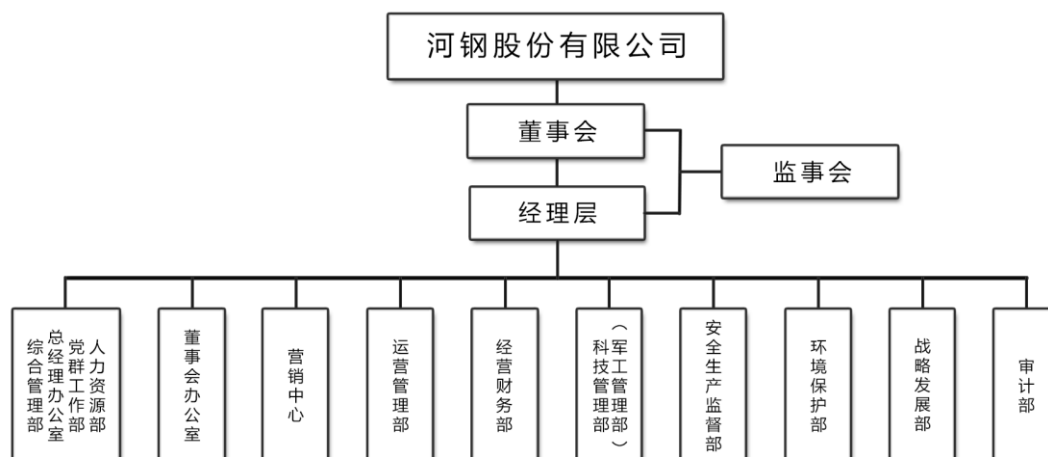 河钢股份有限公司
董事会
监事会
经理层
综合管理部
总经理办公室
党群工作部
人力资源部
董事会办公室
营销中心
运营管理部
经营财务部
科技管理部
（军工管理部）
安全生产监督部
环境保护部
战略发展部
审计部